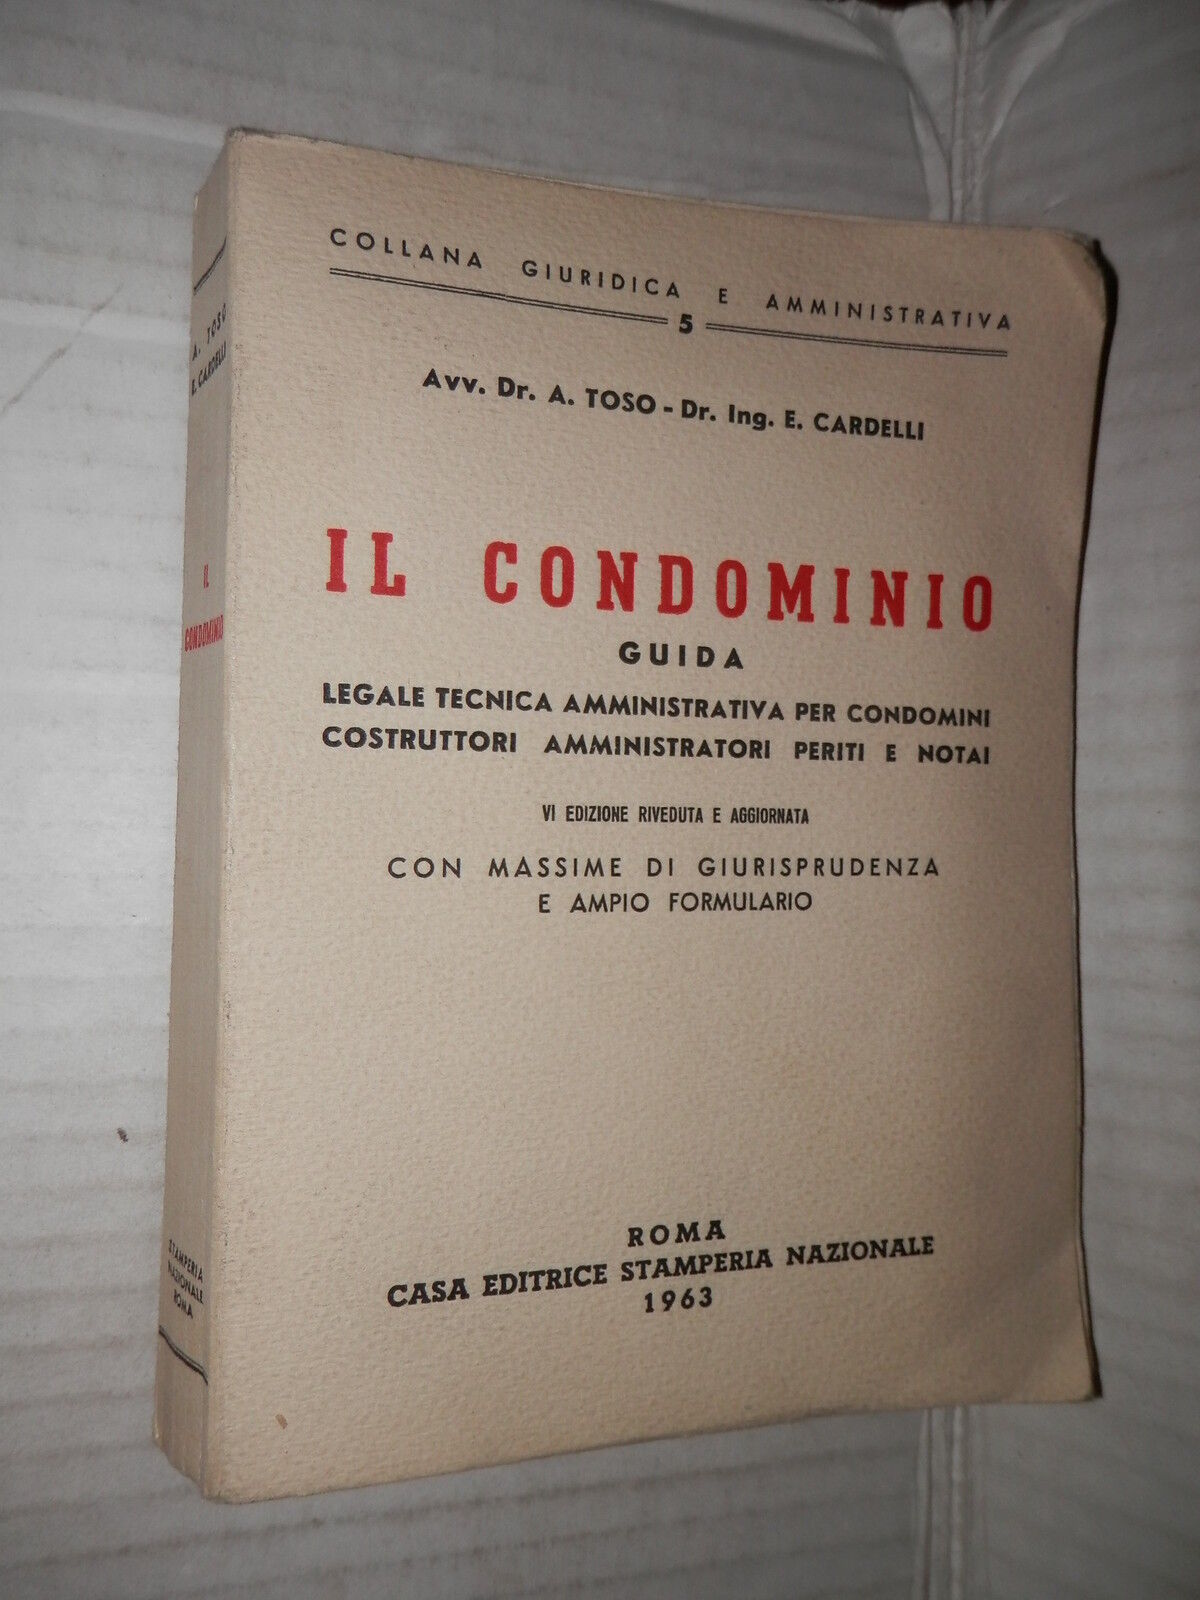 COLLANA GIURIDICA E AMMINISTRATIVA
5
Avv. Dr. A. TOSO - Dr. Ing. E. CARDELLI
IL CONDOMINIO
GUIDA
LEGALE TECNICA AMMINISTRATIVA PER CONDOMINI
COSTRUTTORI AMMINISTRATORI PERITI E NOTAI
VI EDIZIONE RIVEDUTA E AGGIORNATA
CON MASSIME DI GIURISPRUDENZA
E AMPIO FORMULARIO
ROMA
CASA EDITRICE STAMPERIA NAZIONALE
1963
A. TOSO
E. CARDELLI
IL
CONDOMINIO
STAMPERIA
NAZIONALE
ROMA